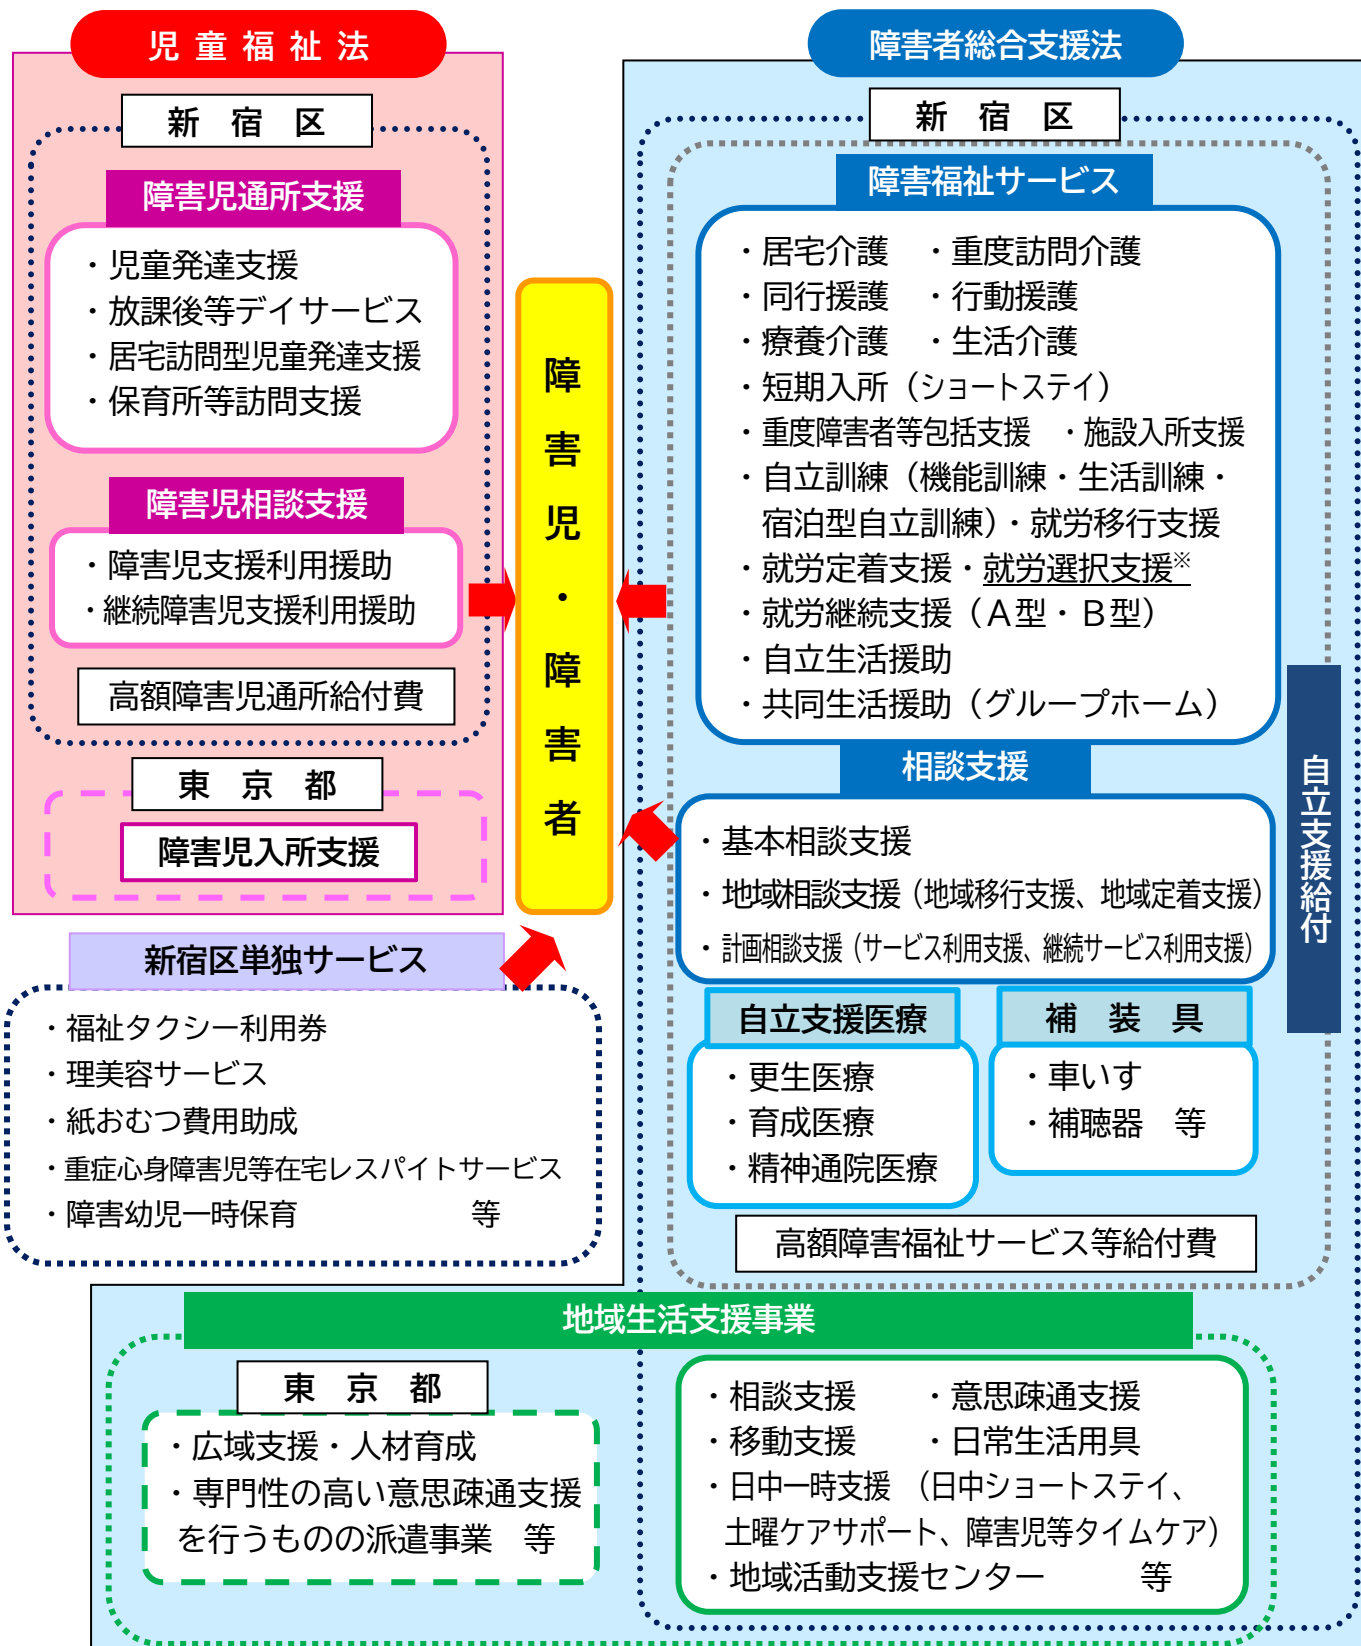 児童福祉法
新宿区
障害児通所支援
・児童発達支援
・放課後等デイサービス
・居宅訪問型児童発達支援
・保育所等訪問支援
障害児相談支援
・障害児支援利用援助
・継続障害児支援利用援助
高額障害児通所給付費
東京都
障害児入所支援
新宿区単独サービス
・福祉タクシー利用券
・理美容サービス
・紙おむつ費用助成
・重症心身障害児等在宅レスパイトサービス
・障害幼児一時保育　等
障害児・障害者
障害者総合支援法
新宿区
障害福祉サービス
・居宅介護　・重度訪問介護
・同行援護　・行動援護
・療養介護　・生活介護
・短期入所（ショートステイ）
・重度障害者等包括支援　・施設入所支援
・自立訓練（機能訓練・生活訓練・
宿泊型自立訓練）・就労移行支援
・就労定着支援・就労選択支援※
・就労継続支援（Ａ型・Ｂ型）
・自立生活援助
・共同生活援助（グループホーム）
相談支援
・基本相談支援
・地域相談支援（地域移行支援、地域定着支援）
・計画相談支援（サービス利用支援、継続サービス利用支援）
自立支援医療
・更生医療
・育成医療
・精神通院医療
補装具
・車いす
・補聴器　等
高額障害福祉サービス等給付費
自立支援給付
地域生活支援事業
東京都
・広域支援・人材育成
・専門性の高い意思疎通支援
を行うものの派遣事業　等
・相談支援　・意思疎通支援
・移動支援　・日常生活用具
・日中一時支援　（日中ショートステイ、
土曜ケアサポート、障害児等タイムケア）
・地域活動支援センター　等